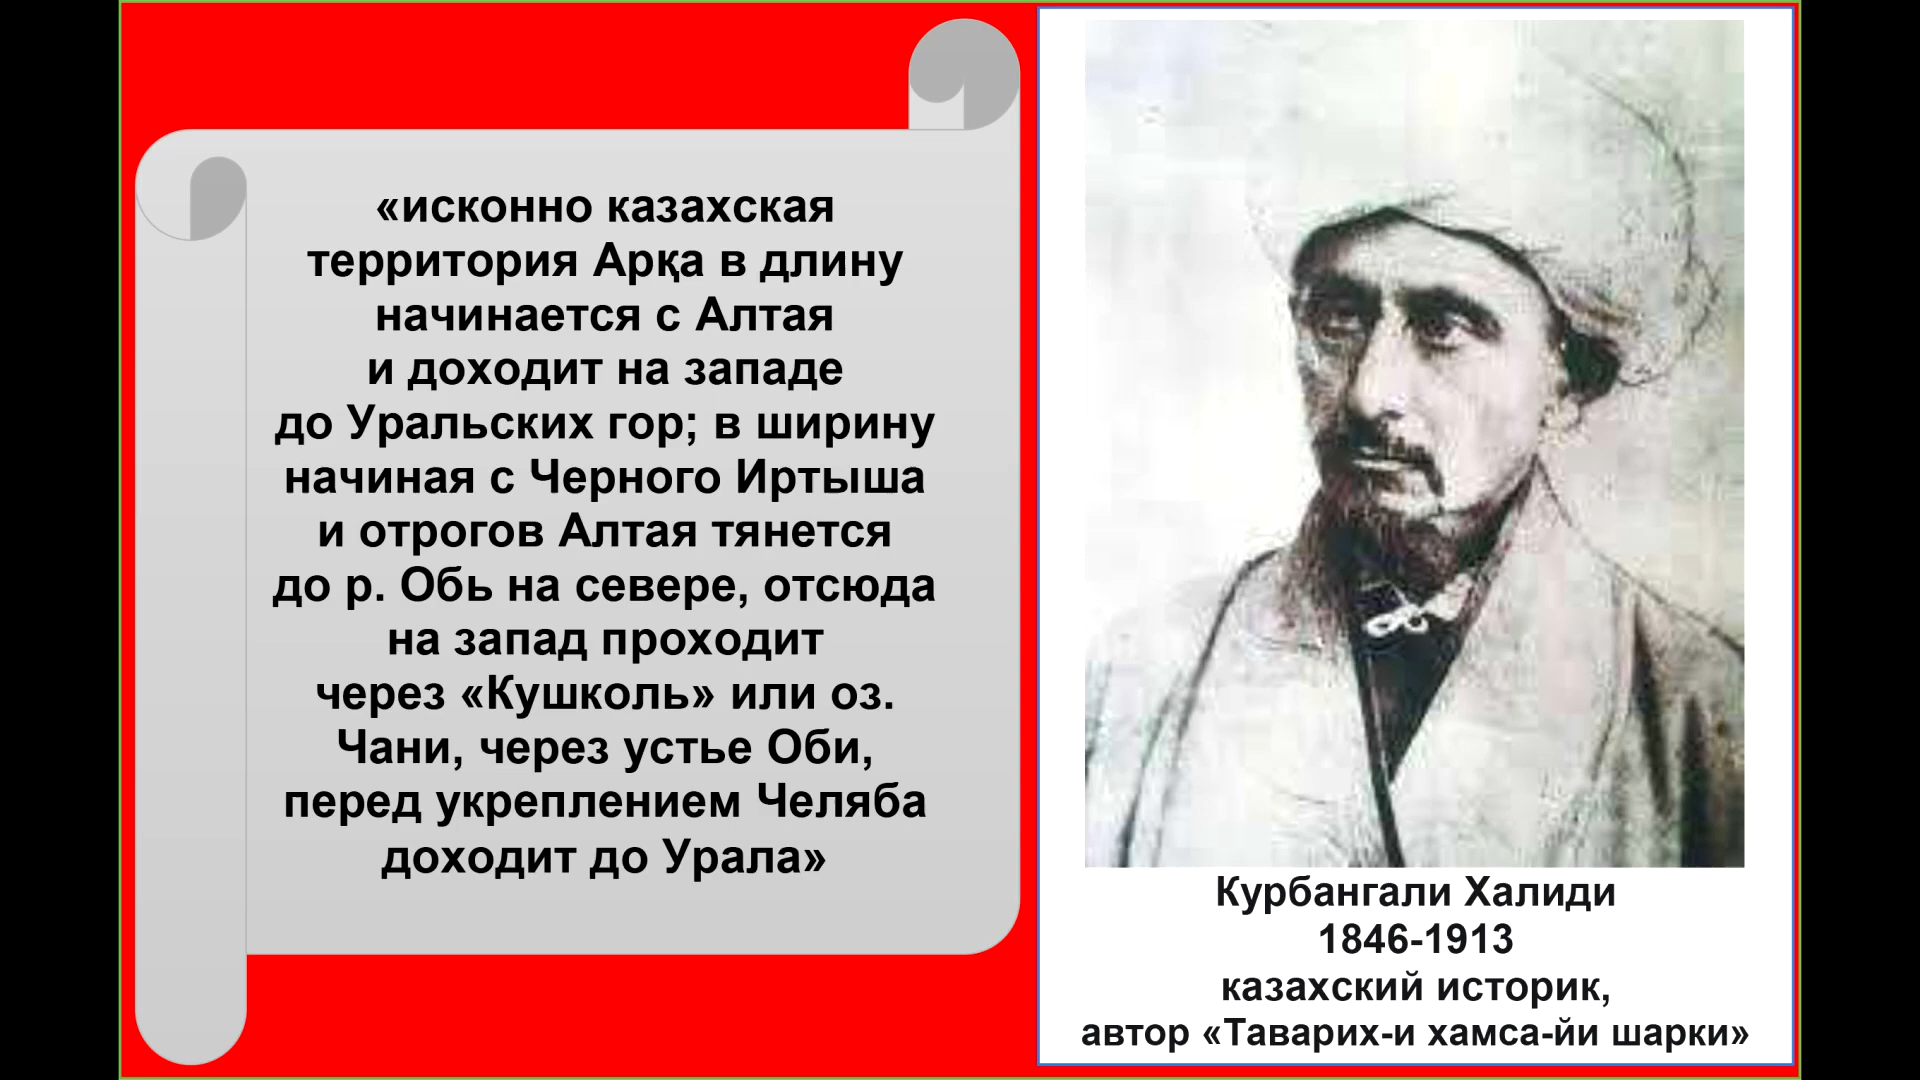 «исконно казахская
территория Арқа в длину
начинается с Алтая
и доходит на западе
до Уральских гор; в ширину
начиная с Черного Иртыша
и отрогов Алтая тянется
до р. Обь на севере, отсюда
на запад проходит
через «Кушколь» или оз.
Чани, через устье Оби,
перед укреплением Челяба
доходит до Урала»
Курбангали Халиди
1846-1913
казахский историк,
автор «Таварих-и хамса-йи шарки»